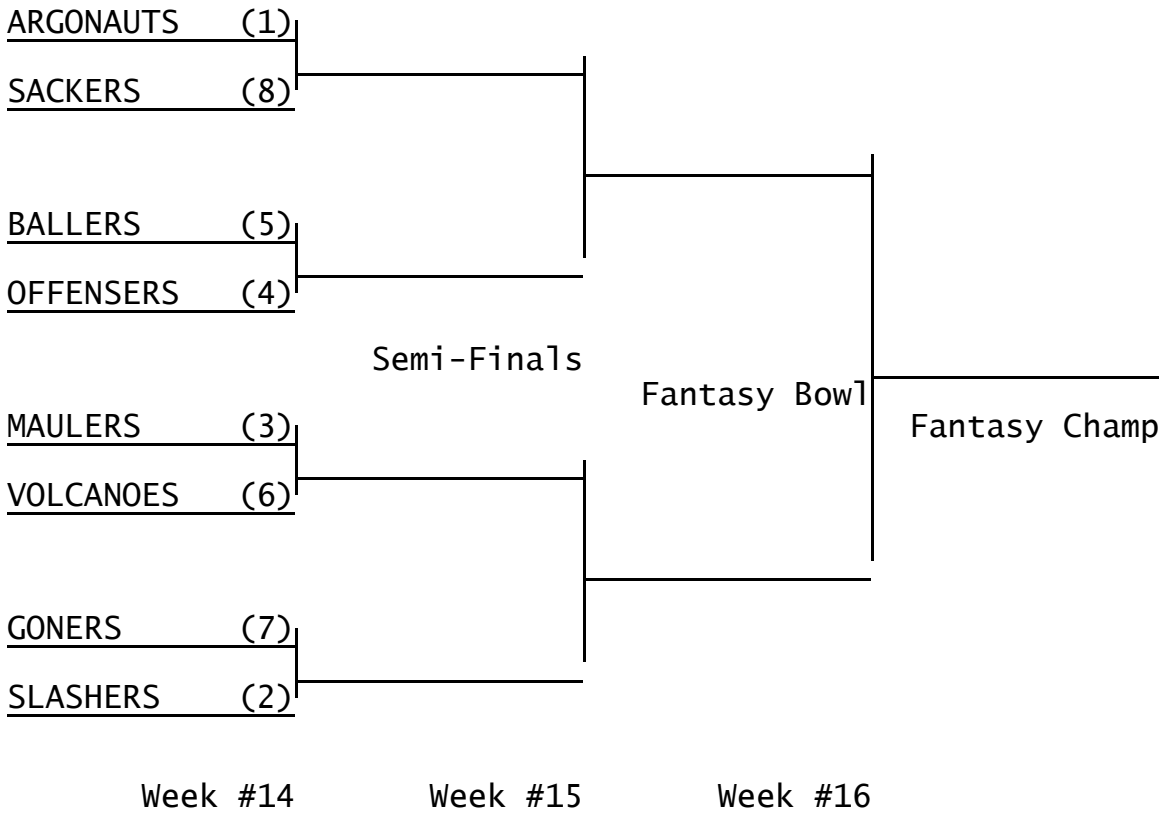 ARGONAUTS (1)
SACKERS (8)
BALLERS (5)
OFFENSERS (4)
Semi-Finals
Fantasy Bowl
MAULERS (3)
Fantasy Champ
VOLCANOES (6)
GONERS (7)
SLASHERS (2)
Week #14 Week #15 Week #16